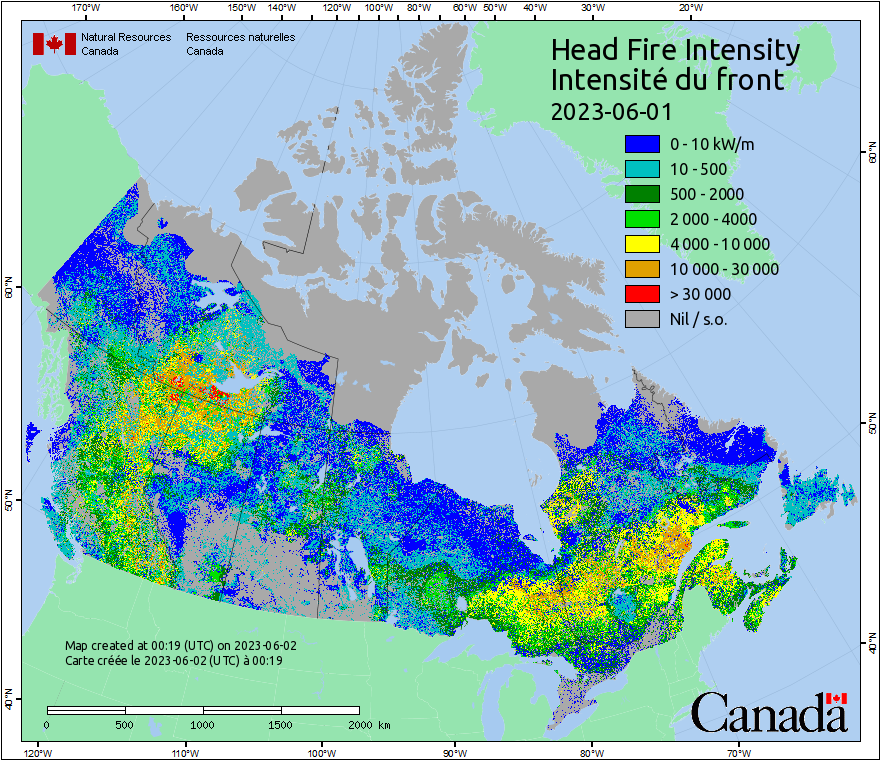 170°W 160°W 150°W 140°W 120°W 100°W 80°W 60°W 50°W 40°W 30°W 20°W
Natural Resources Canada
Ressources naturelles Canada
Head Fire Intensity
Intensité du front
2023-06-01
0 - 10 kW/m
10 - 500
500 - 2000
2 000 - 4000
4 000 - 10 000
10 000 - 30 000
> 30 000
Nil / s.o.
60°N
50°N
40°N
60°N
50°N
40°N
Map created at 00:19 (UTC) on 2023-06-02
Carte créée le 2023-06-02 (UTC) à 00:19
0 500 1000 1500 2000 km
Canada
120°W 110°W 100°W 90°W 80°W 70°W